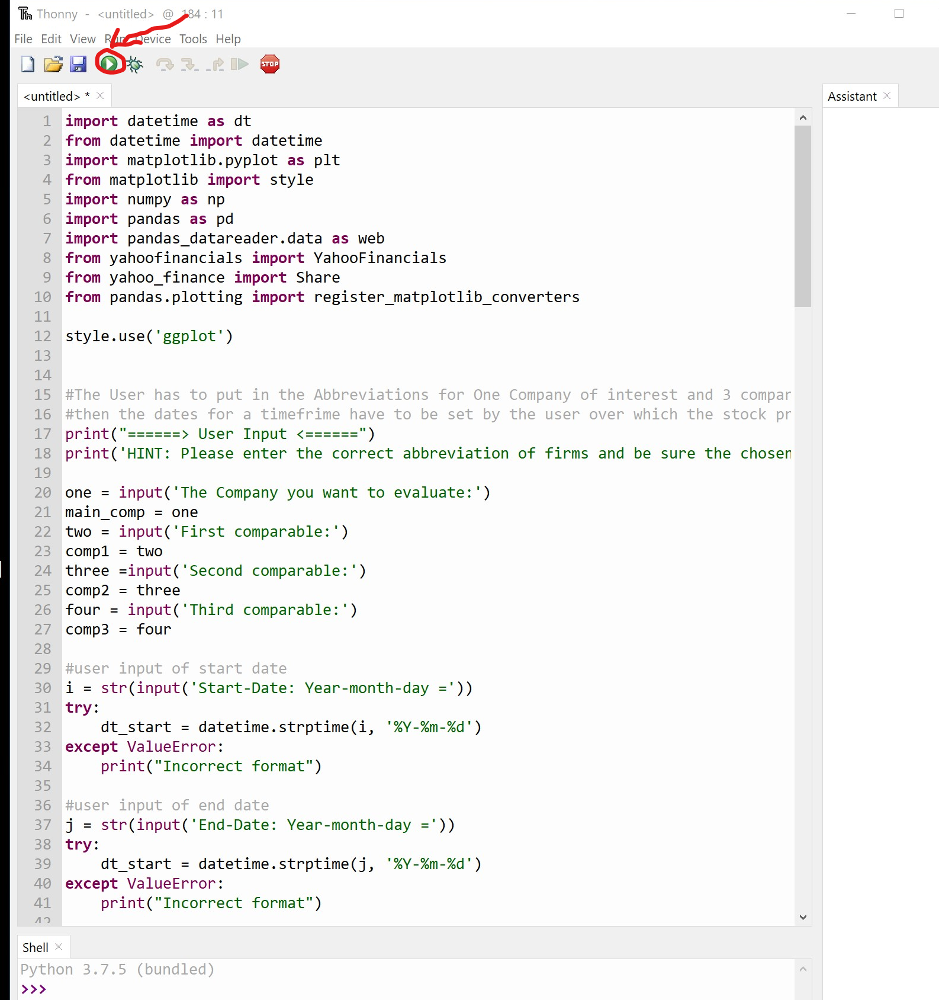 Thonny - <untitled> @ 184 : 11
File Edit View Run Device Tools Help
STOP
<untitled> *
Assistant
1 import datetime as dt
2 from datetime import datetime
3 import matplotlib.pyplot as plt
4 from matplotlib import style
5 import numpy as np
6 import pandas as pd
7 import pandas_datareader.data as web
8 from yahoofinancials import YahooFinancials
9 from yahoo_finance import Share
10 from pandas.plotting import register_matplotlib_converters
11
12 style.use('ggplot')
13
14
15 #The User has to put in the Abbreviations for One Company of interest and 3 compar
16 #then the dates for a timefrime have to be set by the user over which the stock pr
17 print("======> User Input <======")
18 print('HINT: Please enter the correct abbreviation of firms and be sure the chosen
19
20 one = input('The Company you want to evaluate:')
21 main_comp = one
22 two = input('First comparable:')
23 comp1 = two
24 three =input('Second comparable:')
25 comp2 = three
26 four = input('Third comparable:')
27 comp3 = four
28
29 #user input of start date
30 i = str(input('Start-Date: Year-month-day ='))
31 try:
32     dt_start = datetime.strptime(i, '%Y-%m-%d')
33 except ValueError:
34     print("Incorrect format")
35
36 #user input of end date
37 j = str(input('End-Date: Year-month-day ='))
38 try:
39     dt_start = datetime.strptime(j, '%Y-%m-%d')
40 except ValueError:
41     print("Incorrect format")
42
Shell
Python 3.7.5 (bundled)
>>>